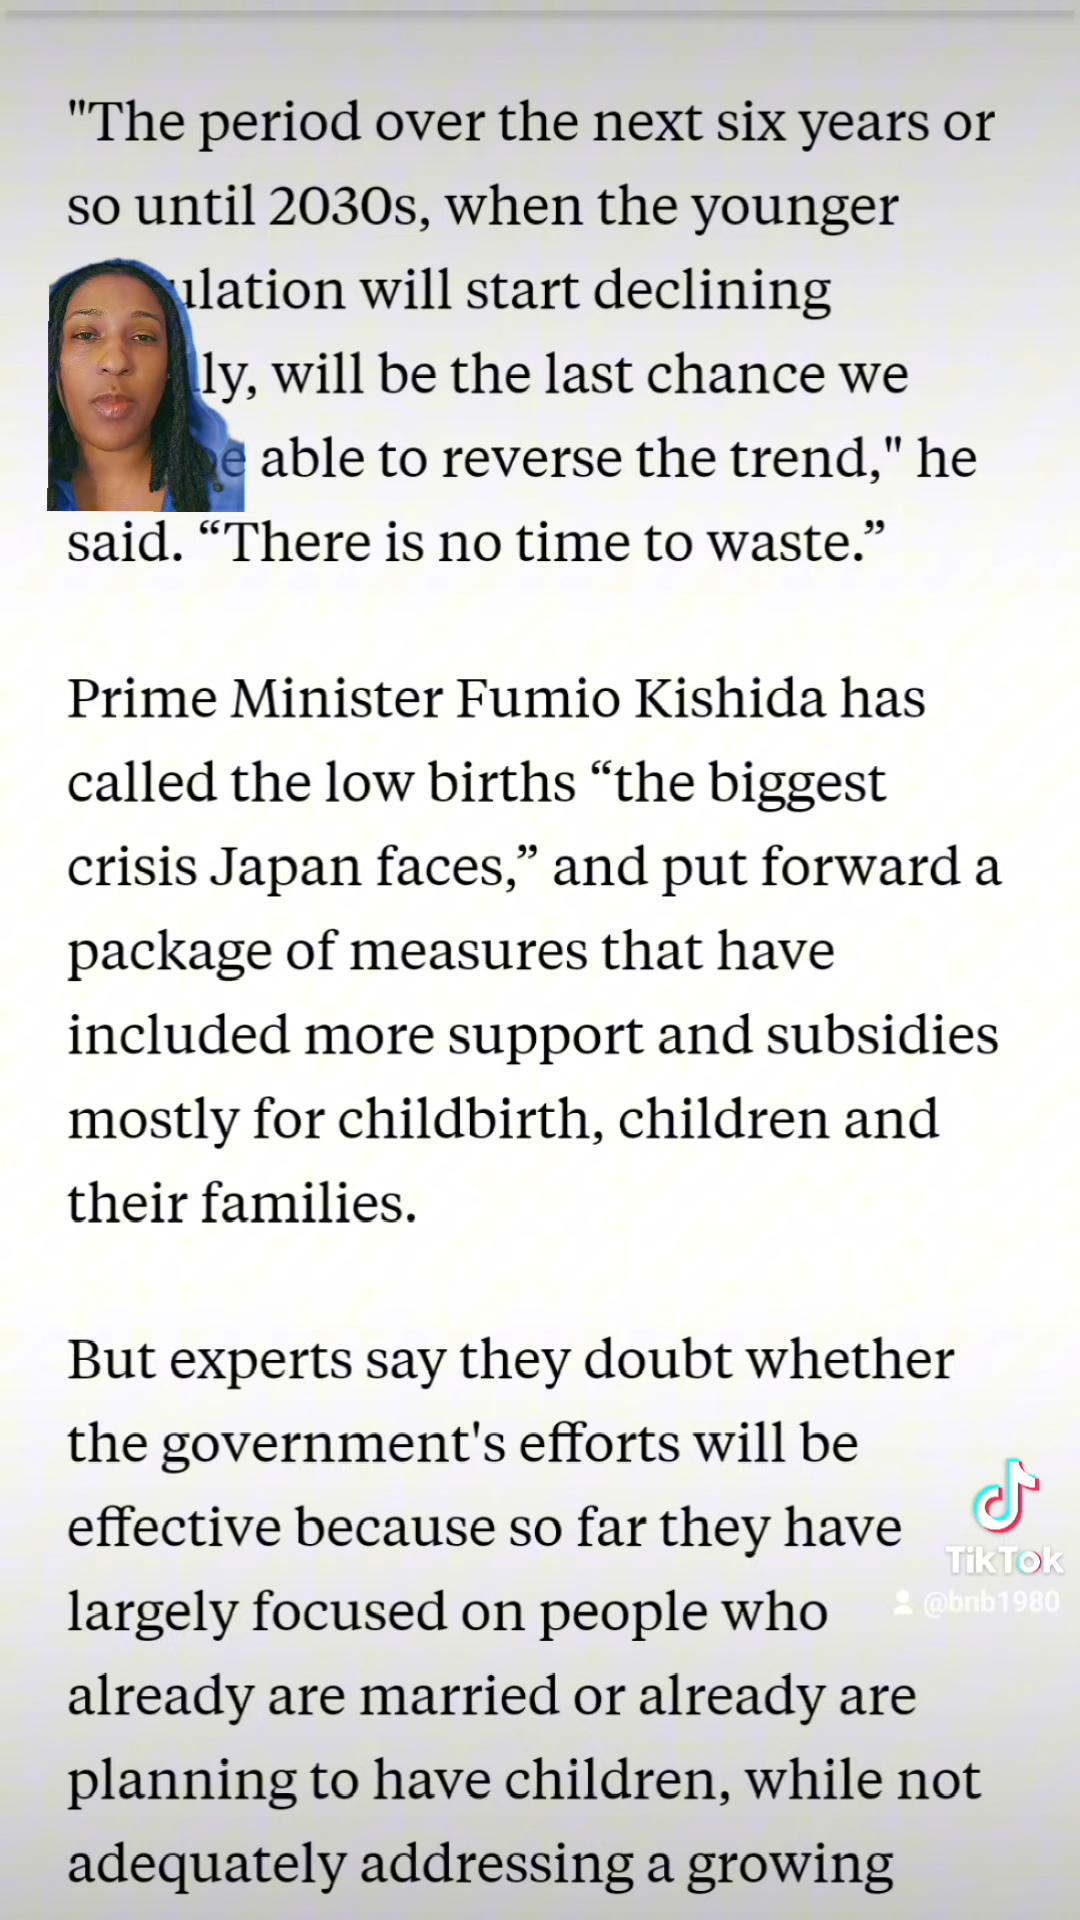 "The period over the next six years or
so until 2030s, when the younger
ulation will start declining
ly, will be the last chance we
be able to reverse the trend," he
said. “There is no time to waste.”
Prime Minister Fumio Kishida has
called the low births “the biggest
crisis Japan faces,” and put forward a
package of measures that have
included more support and subsidies
mostly for childbirth, children and
their families.
But experts say they doubt whether
the government's efforts will be
effective because so far they have
largely focused on people who
already are married or already are
planning to have children, while not
adequately addressing a growing
TikTok
@bnb1980